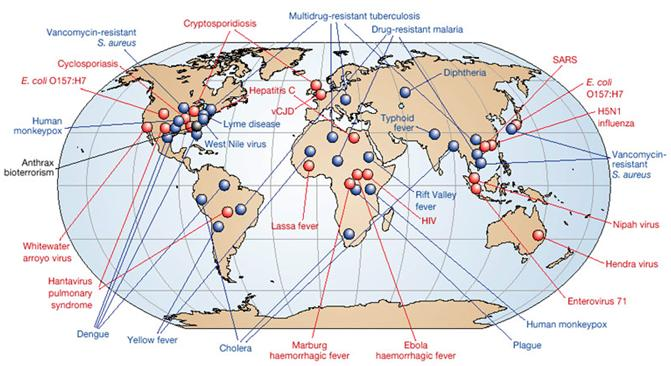 Multidrug-resistant tuberculosis
Cryptosporidiosis
Drug-resistant malaria
Vancomycin-resistant
S. aureus
SARS
Cyclosporiasis
Diphtheria
E. coli O157:H7
E. coli
O157:H7
Hepatitis C
vCJD
H5N1
influenza
Human
monkeypox
Lyme disease
Typhoid
fever
West Nile virus
Vancomycin-
resistant
S. aureus
Anthrax
bioterrorism
Rift Valley
fever
HIV
Lassa fever
Nipah virus
Whitewater
arroyo virus
Hendra virus
Hantavirus
pulmonary
syndrome
Enterovirus 71
Human monkeypox
Dengue
Yellow fever
Cholera
Plague
Marburg
haemorrhagic fever
Ebola
haemorrhagic fever